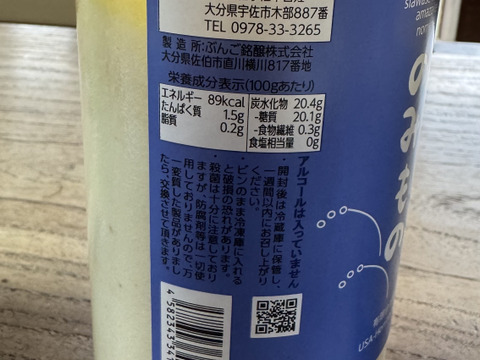 大分県宇佐市木部887番
TEL 0978-33-3265
製造所:ぶんご銘醸株式会社
大分県佐伯市直川横川817番地
栄養成分表示(100gあたり)
エネルギー 89kcal
たんぱく質 1.5g
脂質 0.2g
炭水化物 20.4g
-糖質 20.1g
-食物繊維 0.3g
食塩相当量 0g
アルコールは入っていません
・開封後は冷蔵庫に保管し、
一週間以内にお召し上がり
ください。
・ビンのまま冷凍庫に入れる
と破損の恐れがあります。
・殺菌は十分に注意しており
ますが、防腐剤等は一切使
用しておりませんので、万
一変質した製品がありまし
たら、交換させて頂きます。
のみもの